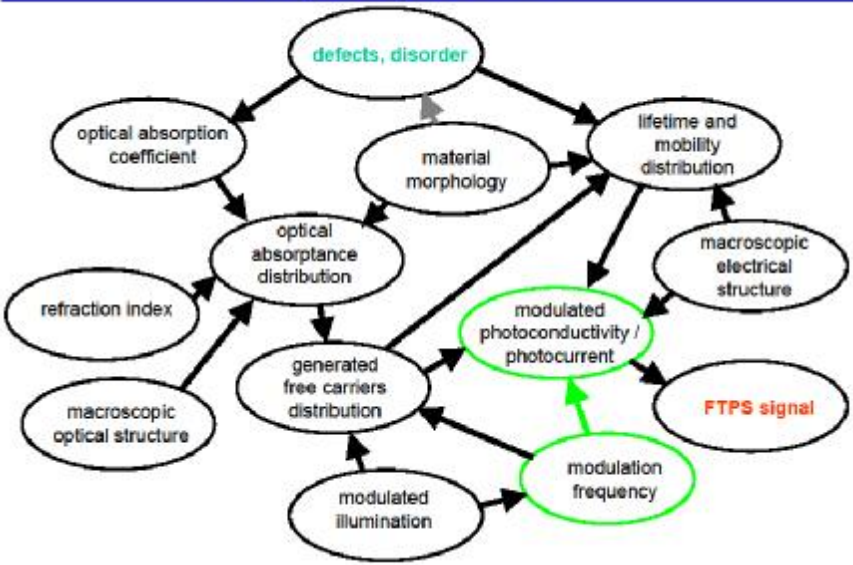 defects, disorder
optical absorption
coefficient
material
morphology
lifetime and
mobility
distribution
optical
absorptance
distribution
macroscopic
electrical
structure
refraction index
modulated
photoconductivity /
photocurrent
generated
free carriers
distribution
macroscopic
optical structure
FTPS signal
modulation
frequency
modulated
illumination